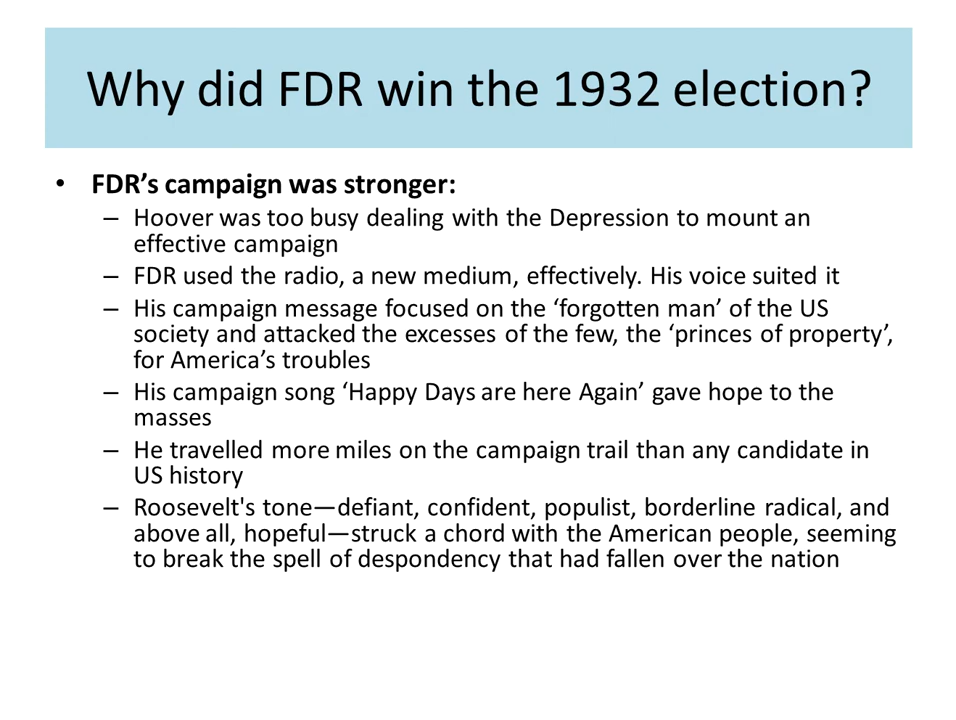 Why did FDR win the 1932 election?
• FDR’s campaign was stronger:
– Hoover was too busy dealing with the Depression to mount an
effective campaign
– FDR used the radio, a new medium, effectively. His voice suited it
– His campaign message focused on the ‘forgotten man’ of the US
society and attacked the excesses of the few, the ‘princes of property’,
for America’s troubles
– His campaign song ‘Happy Days are here Again’ gave hope to the
masses
– He travelled more miles on the campaign trail than any candidate in
US history
– Roosevelt's tone—defiant, confident, populist, borderline radical, and
above all, hopeful—struck a chord with the American people, seeming
to break the spell of despondency that had fallen over the nation